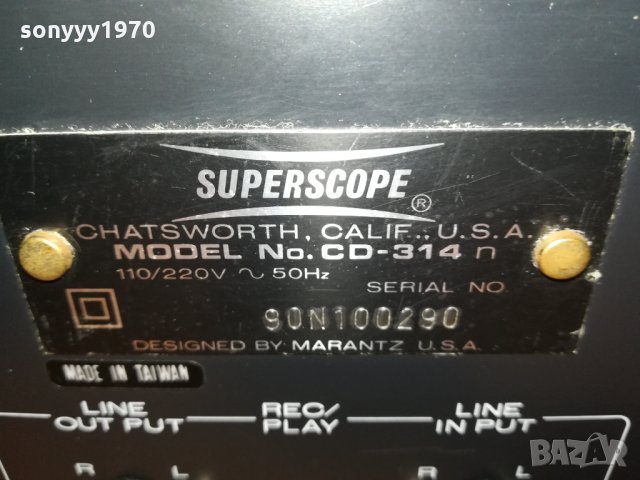 sonyyy1970
SUPERSCOPE ®
CHATSWORTH, CALIF., U.S.A.
MODEL No. CD-314 n
110/220V ~ 50Hz
SERIAL NO
90N100290
DESIGNED BY MARANTZ U.S.A.
MADE IN TAIWAN
LINE OUT PUT REC/PLAY LINE IN PUT
R L R L
BAZAR